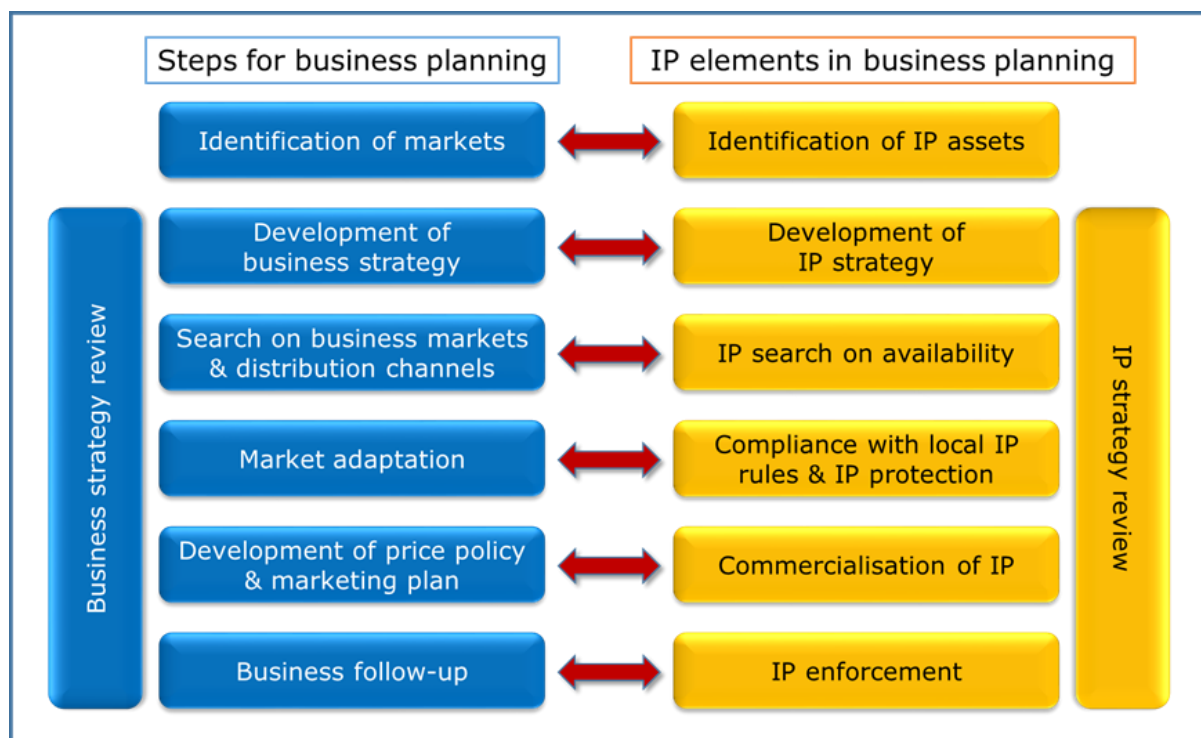 Steps for business planning
IP elements in business planning
Identification of markets
Identification of IP assets
Business strategy review
Development of
business strategy
Development of
IP strategy
IP strategy review
Search on business markets
& distribution channels
IP search on availability
Market adaptation
Compliance with local IP
rules & IP protection
Development of price policy
& marketing plan
Commercialisation of IP
Business follow-up
IP enforcement